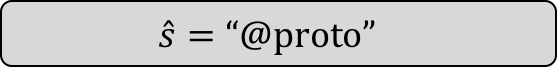 ŝ = “@proto”